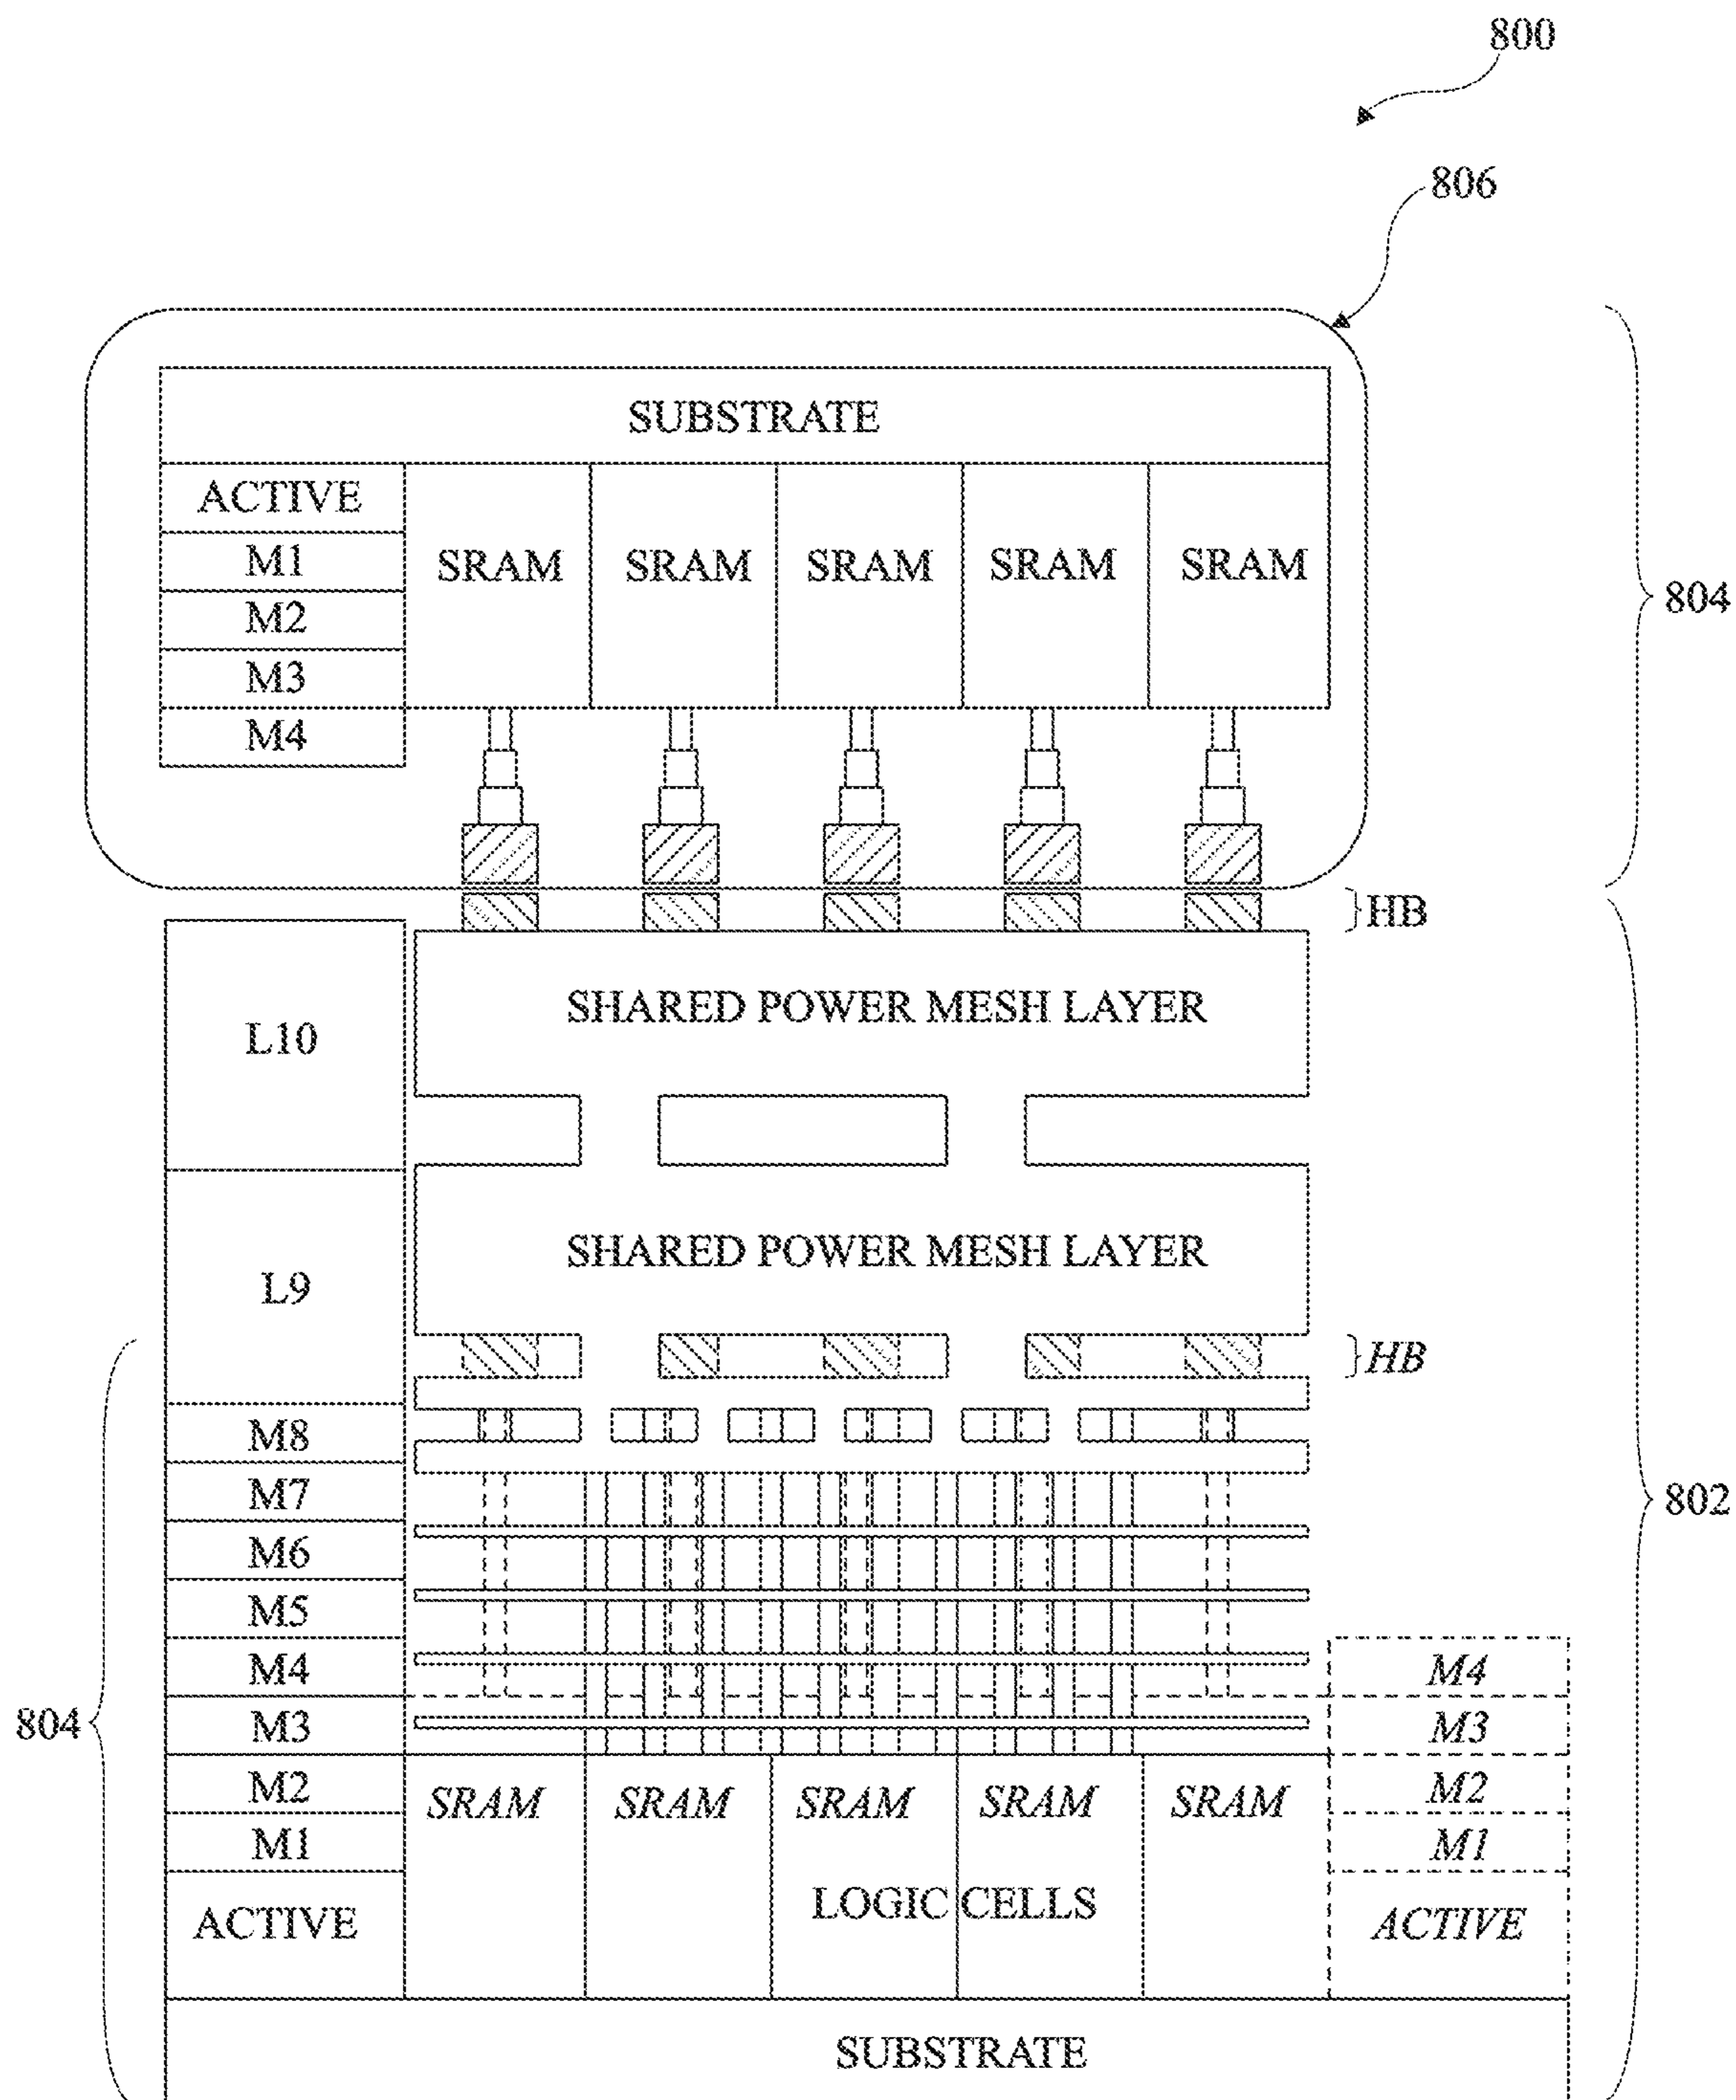 800
806
SUBSTRATE
ACTIVE
M1
SRAM SRAM SRAM SRAM SRAM
804
M2
M3
M4
HB
SHARED POWER MESH LAYER
L10
SHARED POWER MESH LAYER
L9
HB
M8
M7
802
M6
M5
M4
M4
804
M3
M3
M2
SRAM SRAM SRAM SRAM SRAM
M2
M1
M1
LOGIC CELLS
ACTIVE
ACTIVE
SUBSTRATE